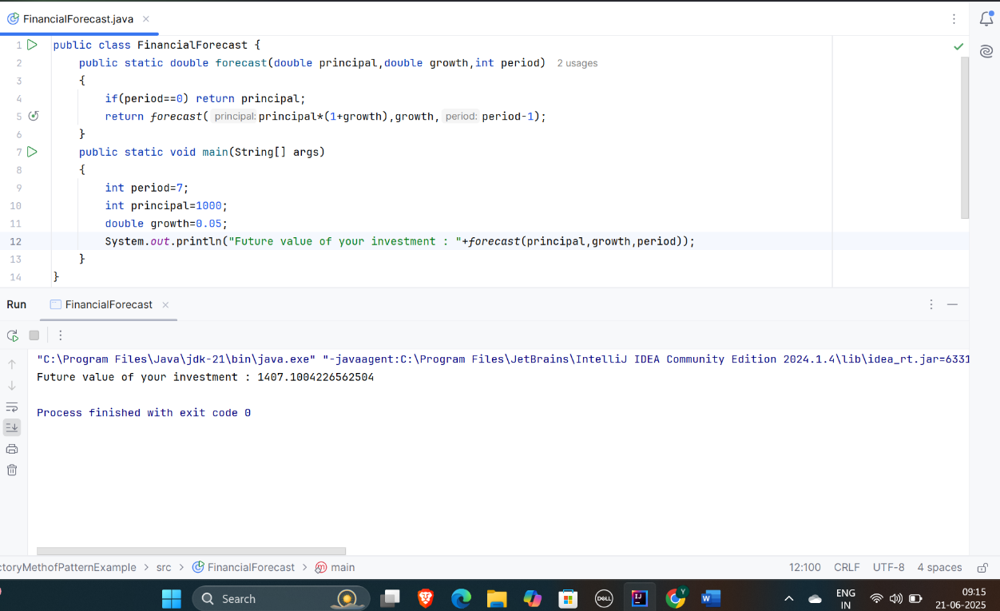 FinancialForecast.java
1 public class FinancialForecast {
2 public static double forecast(double principal,double growth,int period) 2 usages
3 {
4 if(period==0) return principal;
5 return forecast( principal: principal*(1+growth),growth, period: period-1);
6 }
7 public static void main(String[] args)
8 {
9 int period=7;
10 int principal=1000;
11 double growth=0.05;
12 System.out.println("Future value of your investment : "+forecast(principal,growth,period));
13 }
14 }
Run FinancialForecast
"C:\Program Files\Java\jdk-21\bin\java.exe" "-javaagent:C:\Program Files\JetBrains\IntelliJ IDEA Community Edition 2024.1.4\lib\idea_rt.jar=6331
Future value of your investment : 1407.1004226562504
Process finished with exit code 0
ctoryMethofPatternExample > src > FinancialForecast > main 12:100 CRLF UTF-8 4 spaces
Search DELL IJ Y W ENG 09:15
IN 21-06-2025